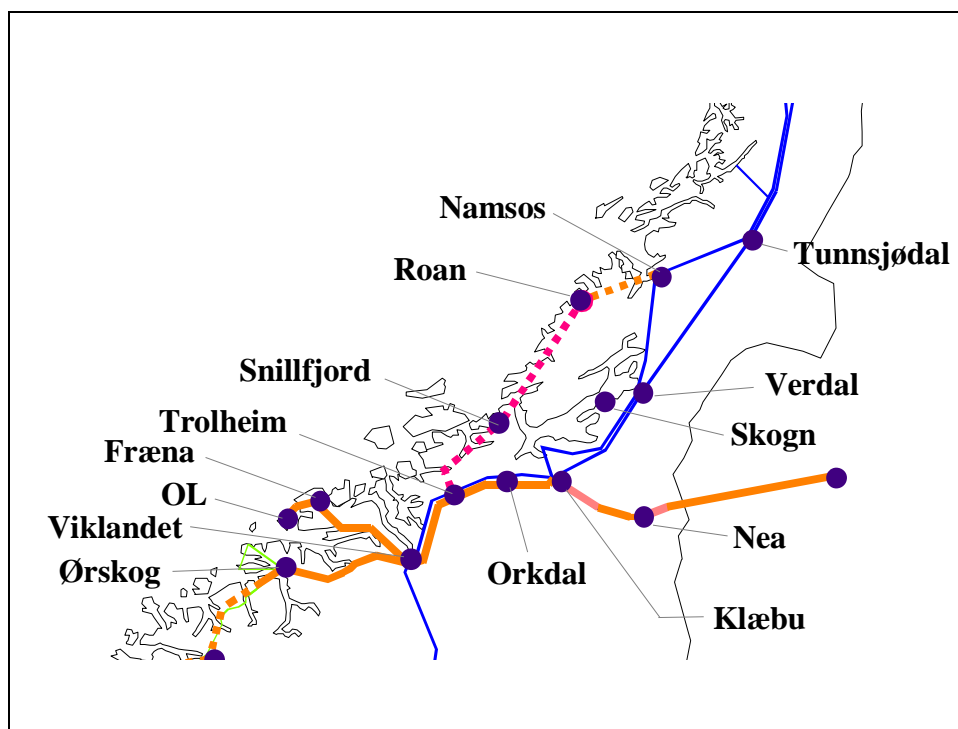 Namsos
Tunnsjødal
Roan
Snillfjord
Verdal
Trolheim
Skogn
Fræna
OL
Viklandet
Nea
Ørskog
Orkdal
Klæbu